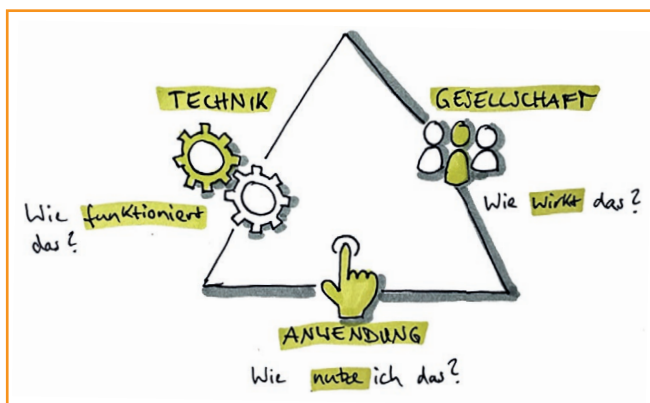 TECHNIK
GESELLSCHAFT
Wie funktioniert
das?
Wie wirkt das?
ANWENDUNG
Wie nutze ich das?